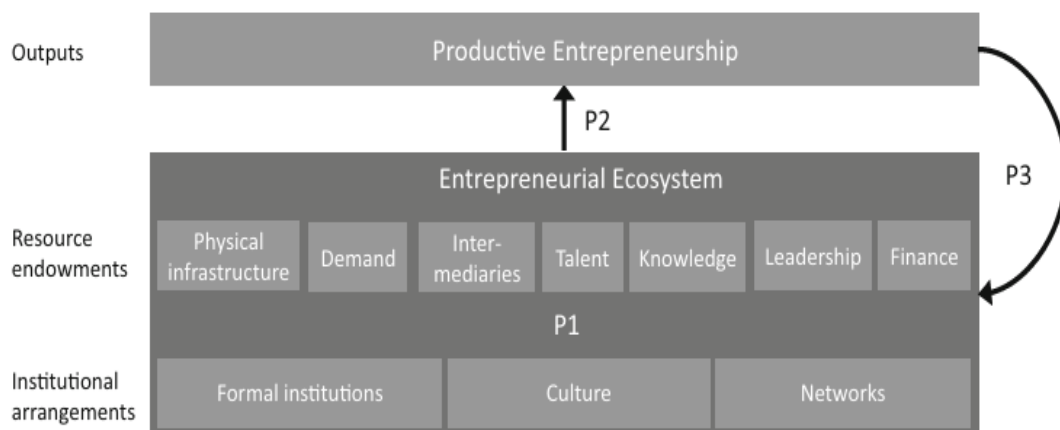 Outputs
Productive Entrepreneurship
P2
P3
Entrepreneurial Ecosystem
Resource
endowments
Physical
infrastructure
Demand
Inter-
mediaries
Talent
Knowledge
Leadership
Finance
P1
Institutional
arrangements
Formal institutions
Culture
Networks